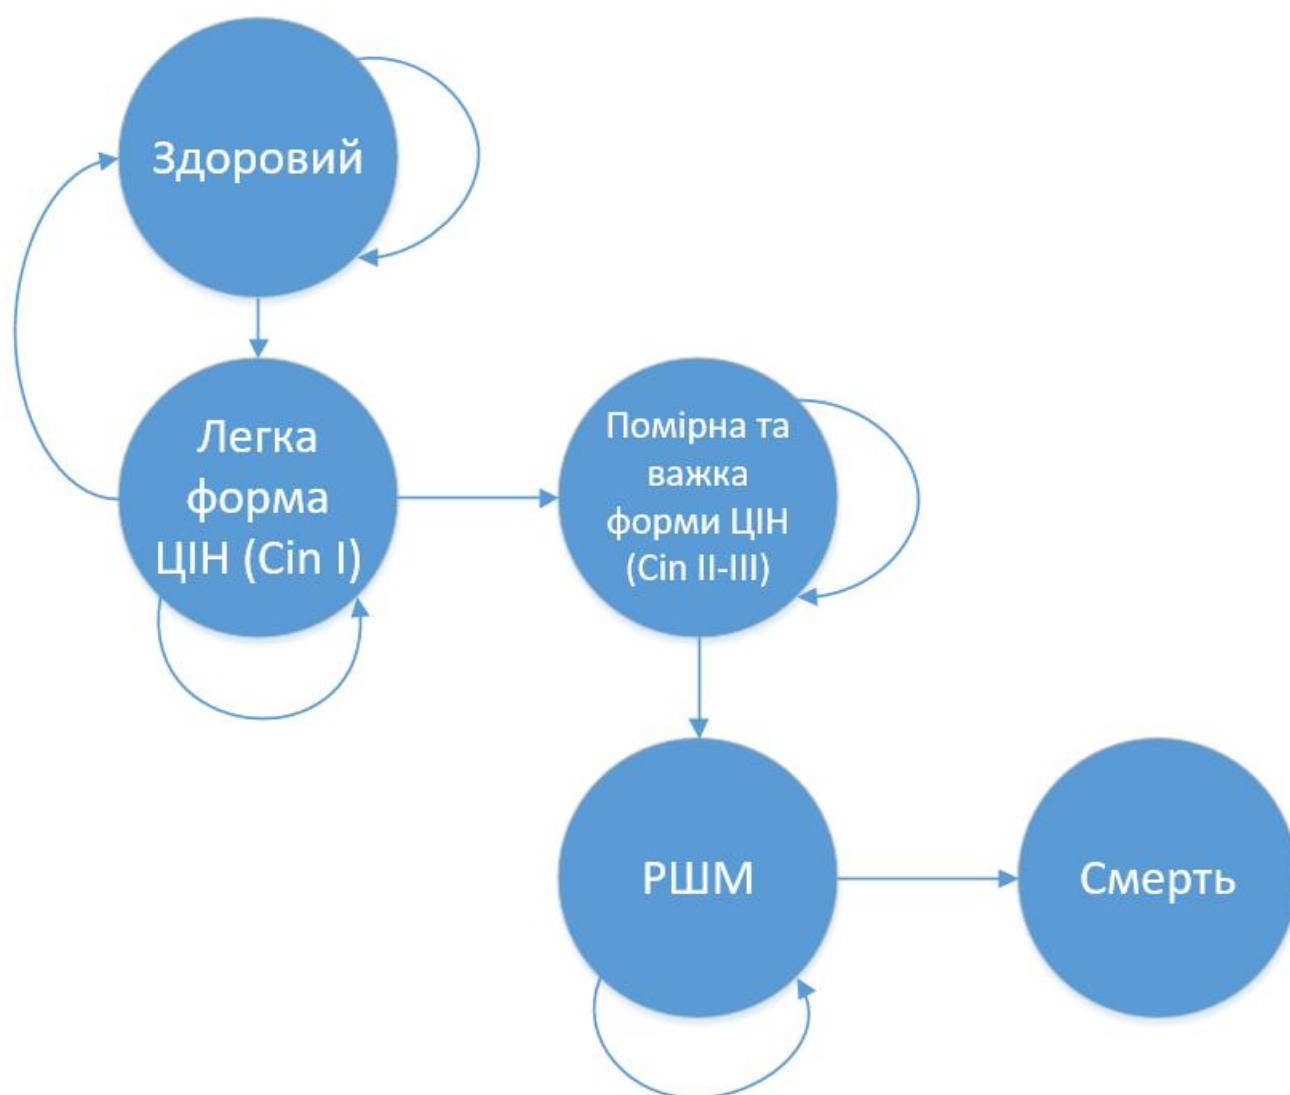 Здоровий
Легка
форма
ЦІН (Cin I)
Помірна та
важка
форми ЦІН
(Cin II-III)
РШМ
Смерть